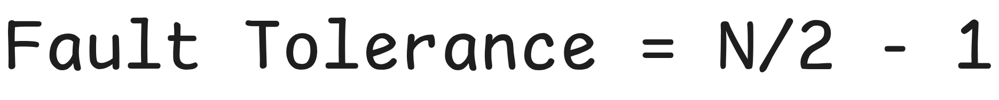 Fault Tolerance = N/2 - 1